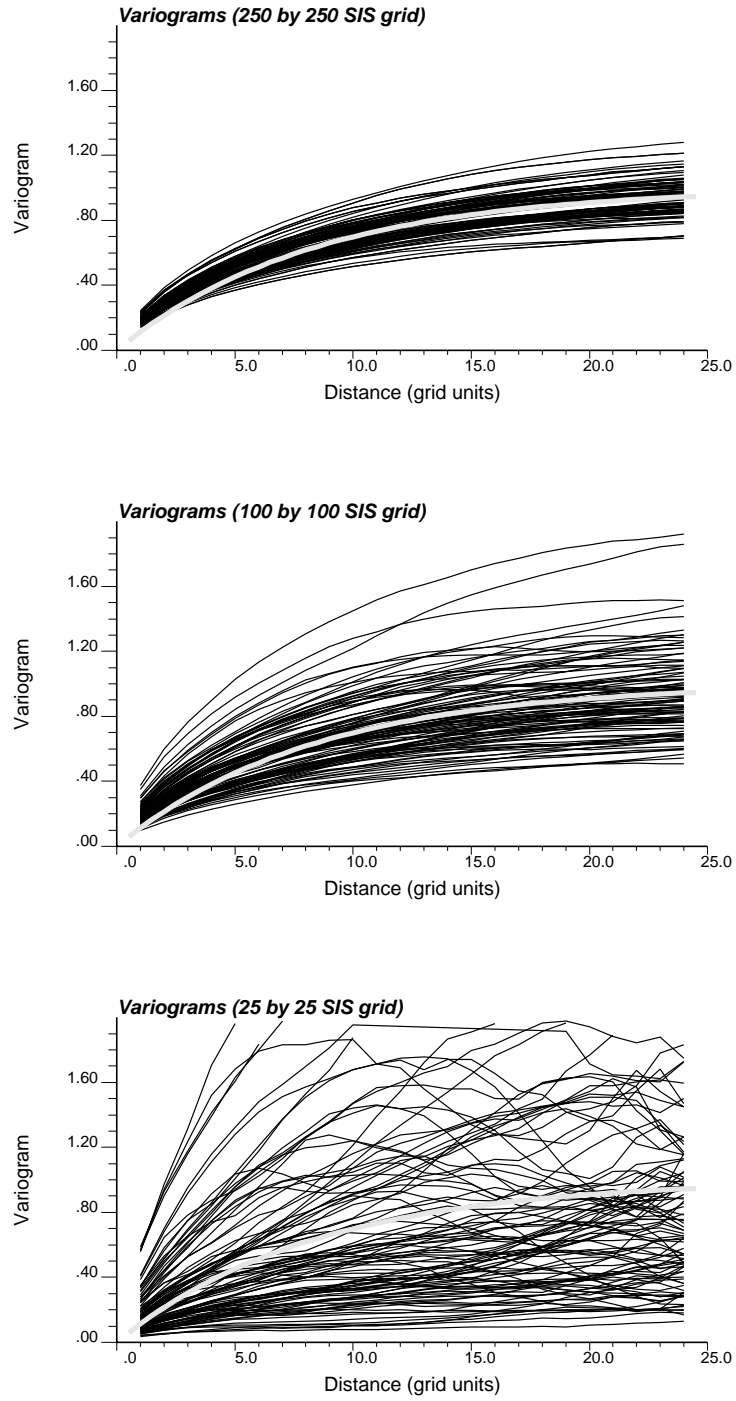 Variograms (250 by 250 SIS grid)
Variogram
1.60
1.20
.80
.40
.00
.0 5.0 10.0 15.0 20.0 25.0
Distance (grid units)
Variograms (100 by 100 SIS grid)
Variogram
1.60
1.20
.80
.40
.00
.0 5.0 10.0 15.0 20.0 25.0
Distance (grid units)
Variograms (25 by 25 SIS grid)
Variogram
1.60
1.20
.80
.40
.00
.0 5.0 10.0 15.0 20.0 25.0
Distance (grid units)